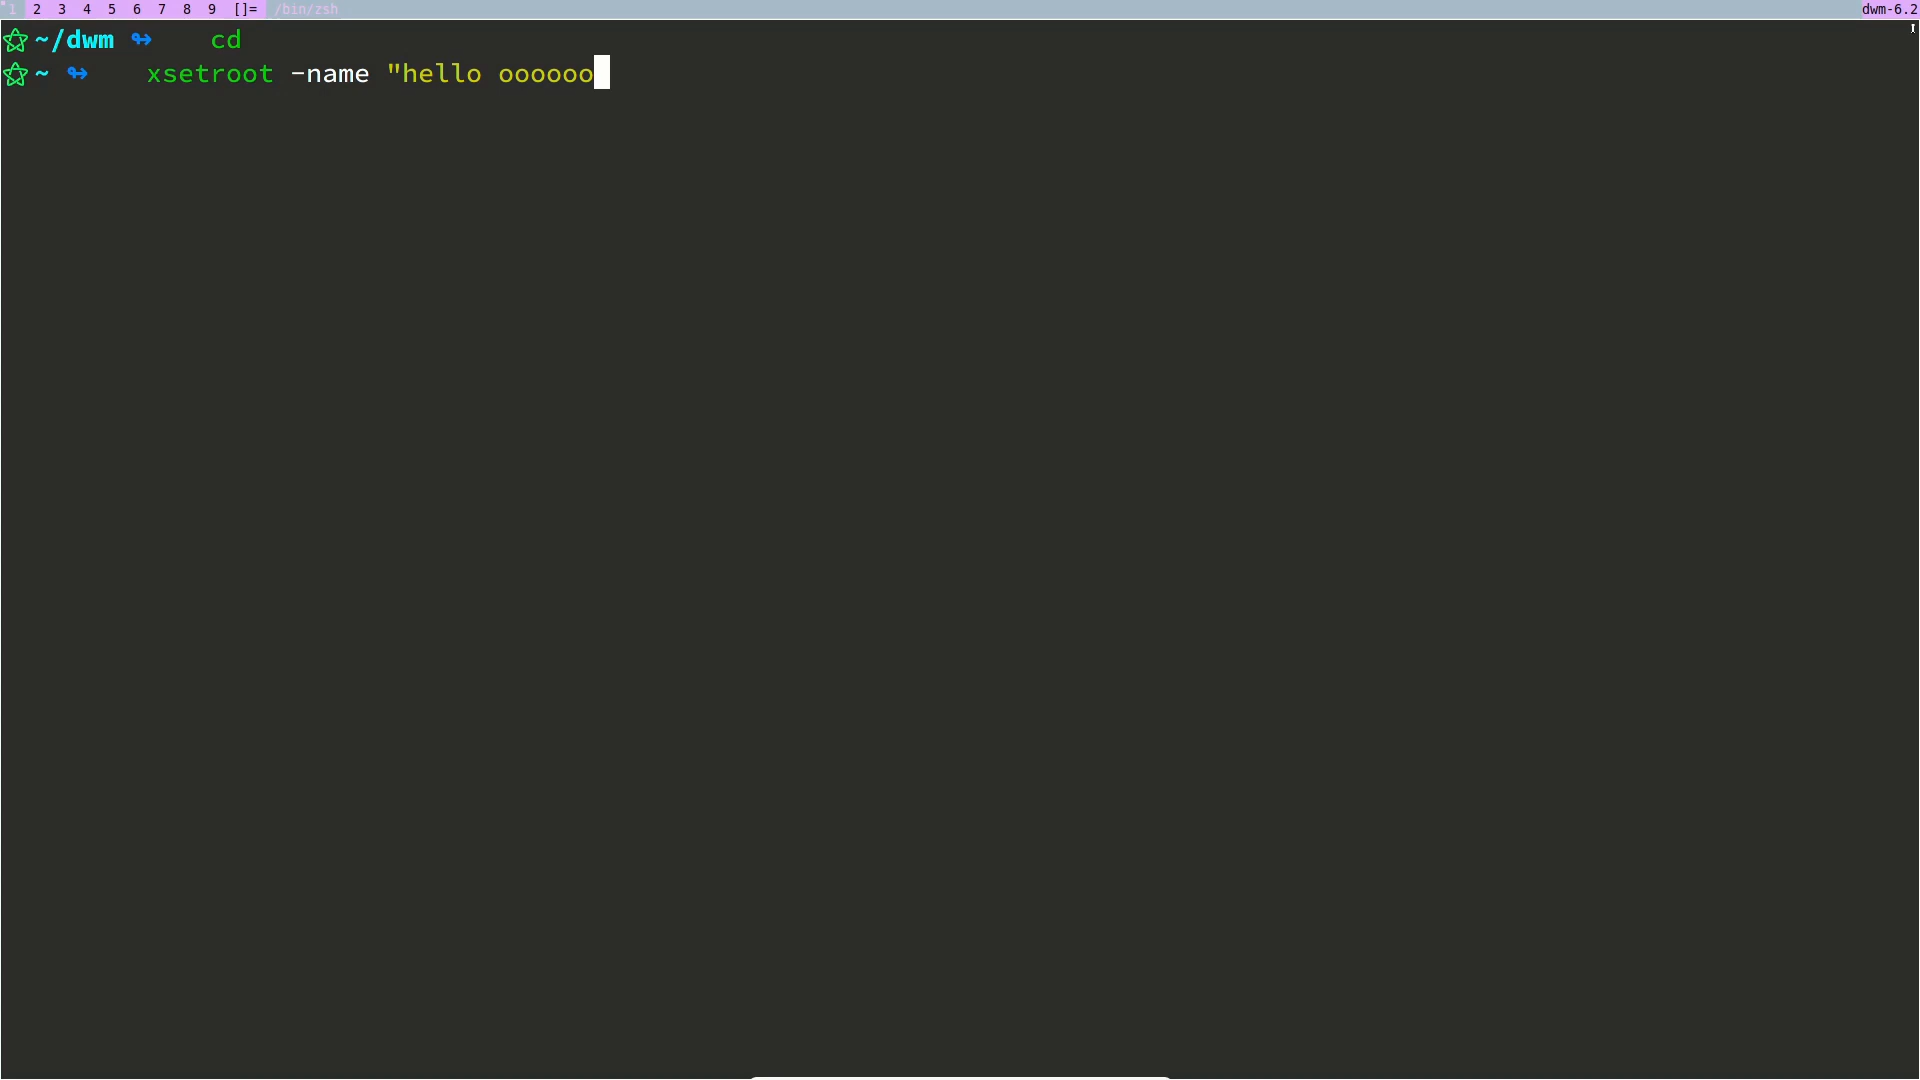 1 2 3 4 5 6 7 8 9 []= /bin/zsh dwm-6.2
☆ ~/dwm ↬ cd
☆ ~ ↬ xsetroot -name "hello oooooo